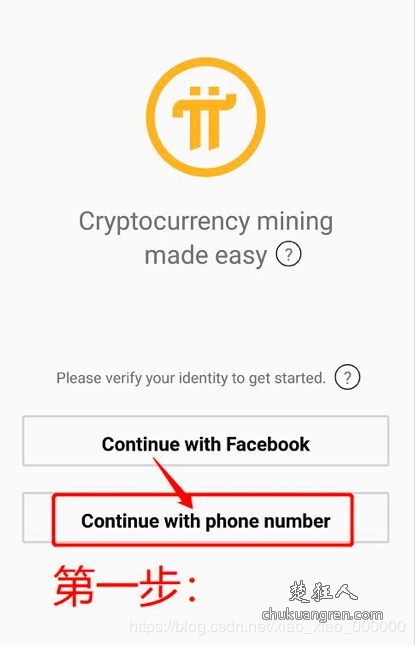 Cryptocurrency mining
made easy ?
Please verify your identity to get started. ?
Continue with Facebook
Continue with phone number
第一步：
楚狂人
chukuangren.com
https://blog.csdn.net/xiao_xiao_000000